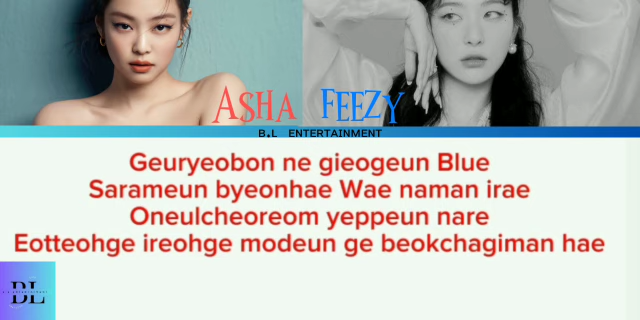 ASHA FEEZY
B.L ENTERTAINMENT
Geuryeobon ne gieogeun Blue
Sarameun byeonhae Wae naman irae
Oneulcheoreom yeppeun nare
Eotteohge ireohge modeun ge beokchagiman hae
BL